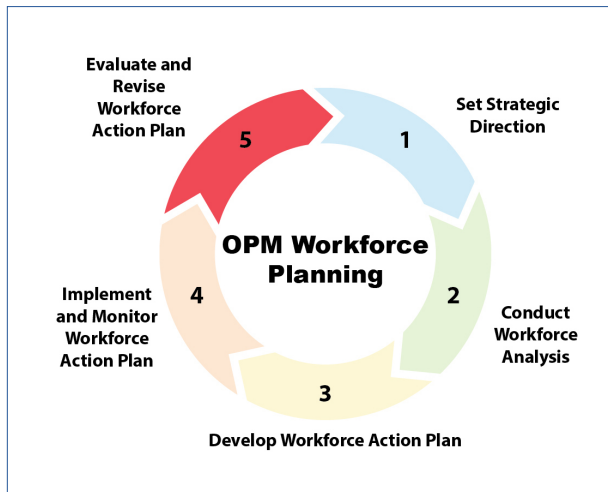 OPM Workforce
Planning
1
Set Strategic
Direction
2
Conduct
Workforce
Analysis
3
Develop Workforce Action Plan
4
Implement
and Monitor
Workforce
Action Plan
5
Evaluate and
Revise
Workforce
Action Plan